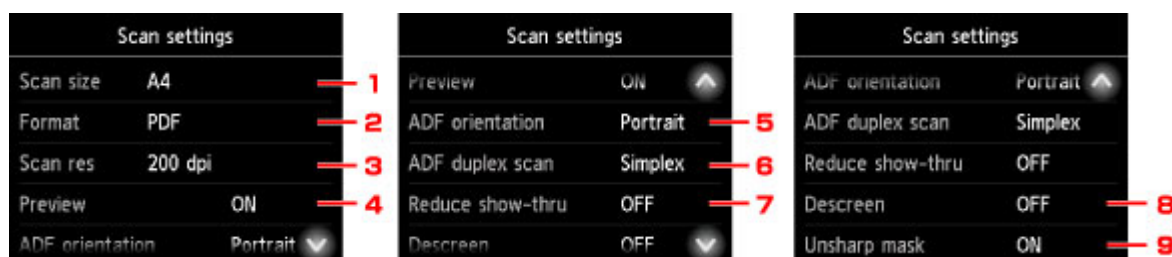 Scan settings
Scan size A4 1
Format PDF 2
Scan res 200 dpi 3
Preview ON 4
ADF orientation Portrait
Scan settings
Preview ON
ADF orientation Portrait 5
ADF duplex scan Simplex 6
Reduce show-thru OFF 7
Descreen OFF
Scan settings
ADF orientation Portrait
ADF duplex scan Simplex
Reduce show-thru OFF
Descreen OFF 8
Unsharp mask ON 9